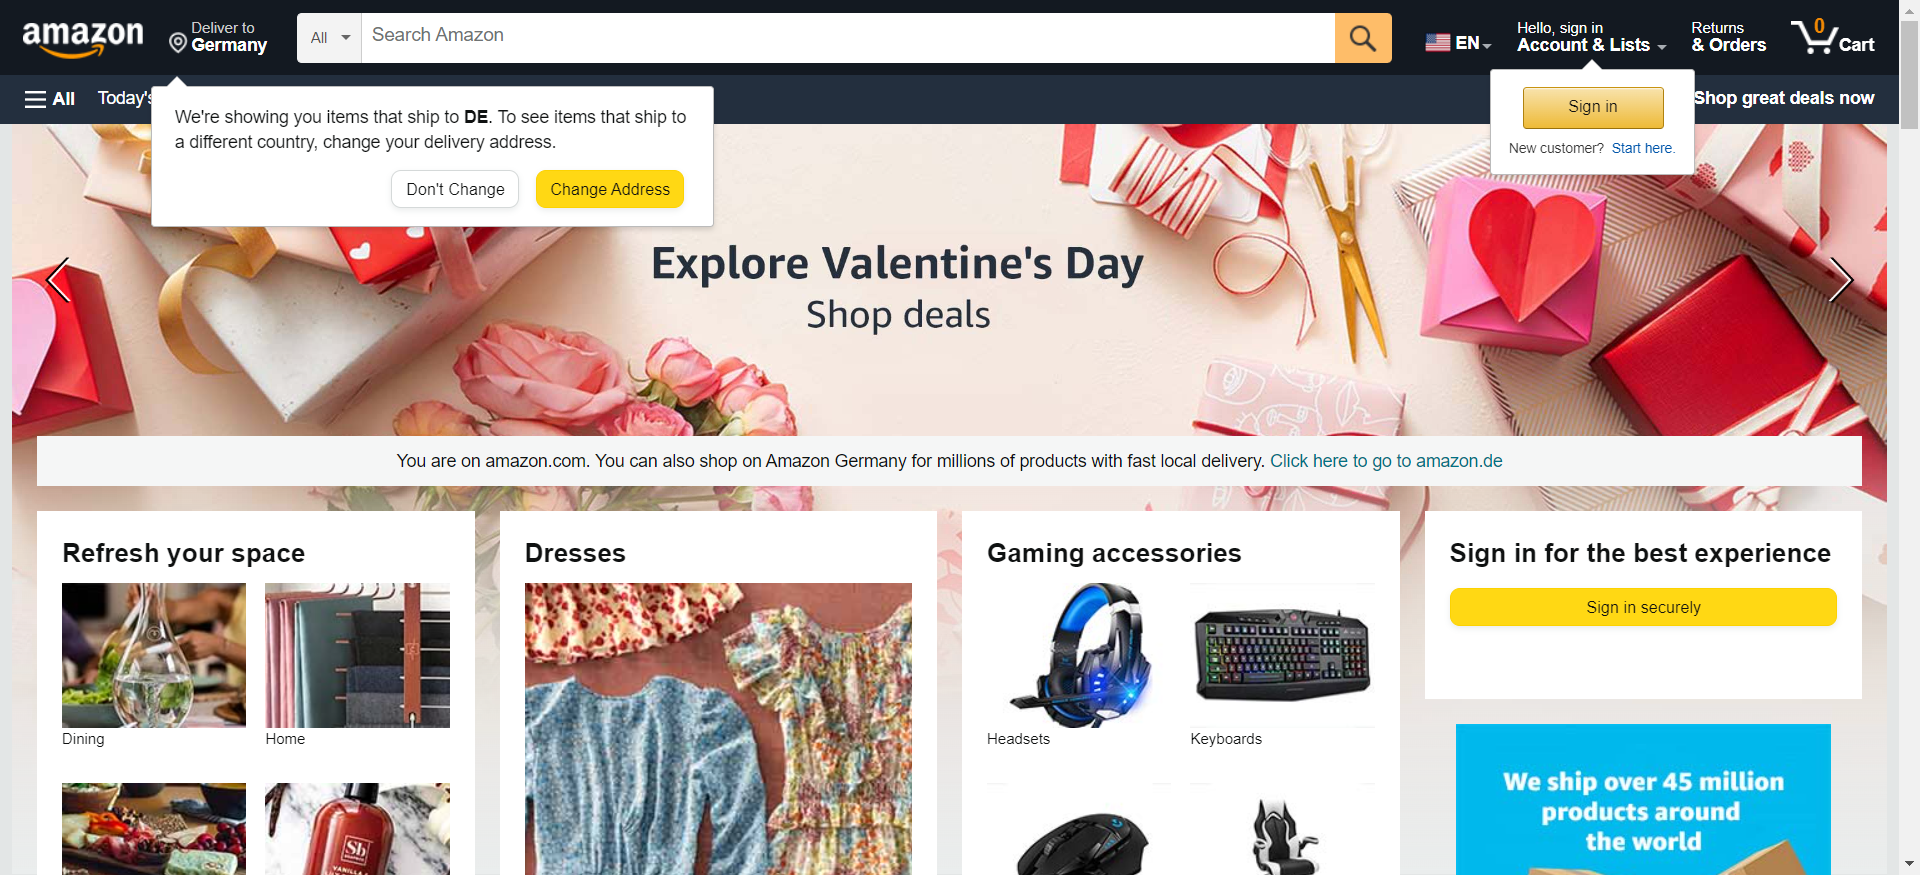 amazon
Deliver to
Germany
All
Search Amazon
EN
Hello, sign in
Account & Lists
Returns
& Orders
0
Cart
All
Today's
Shop great deals now
We're showing you items that ship to DE. To see items that ship to
a different country, change your delivery address.
Don't Change
Change Address
Sign in
New customer? Start here.
Explore Valentine's Day
Shop deals
You are on amazon.com. You can also shop on Amazon Germany for millions of products with fast local delivery. Click here to go to amazon.de
Refresh your space
Dining
Home
Sb
Dresses
Gaming accessories
Headsets
Keyboards
Sign in for the best experience
Sign in securely
We ship over 45 million
products around
the world